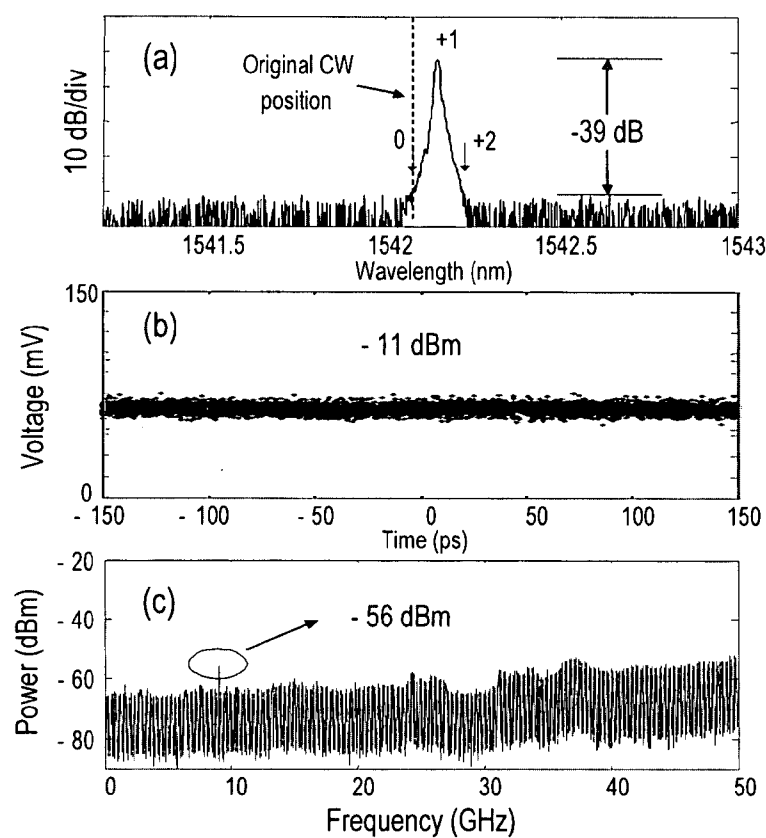 (a)
+1
Original CW
position
0
+2
-39 dB
10 dB/div
1541.5
1542
1542.5
1543
Wavelength (nm)
150
(b)
- 11 dBm
Voltage (mV)
0
- 150
- 100
- 50
0
50
100
150
Time (ps)
- 20
(c)
- 40
- 56 dBm
- 60
Power (dBm)
- 80
0
10
20
30
40
50
Frequency (GHz)